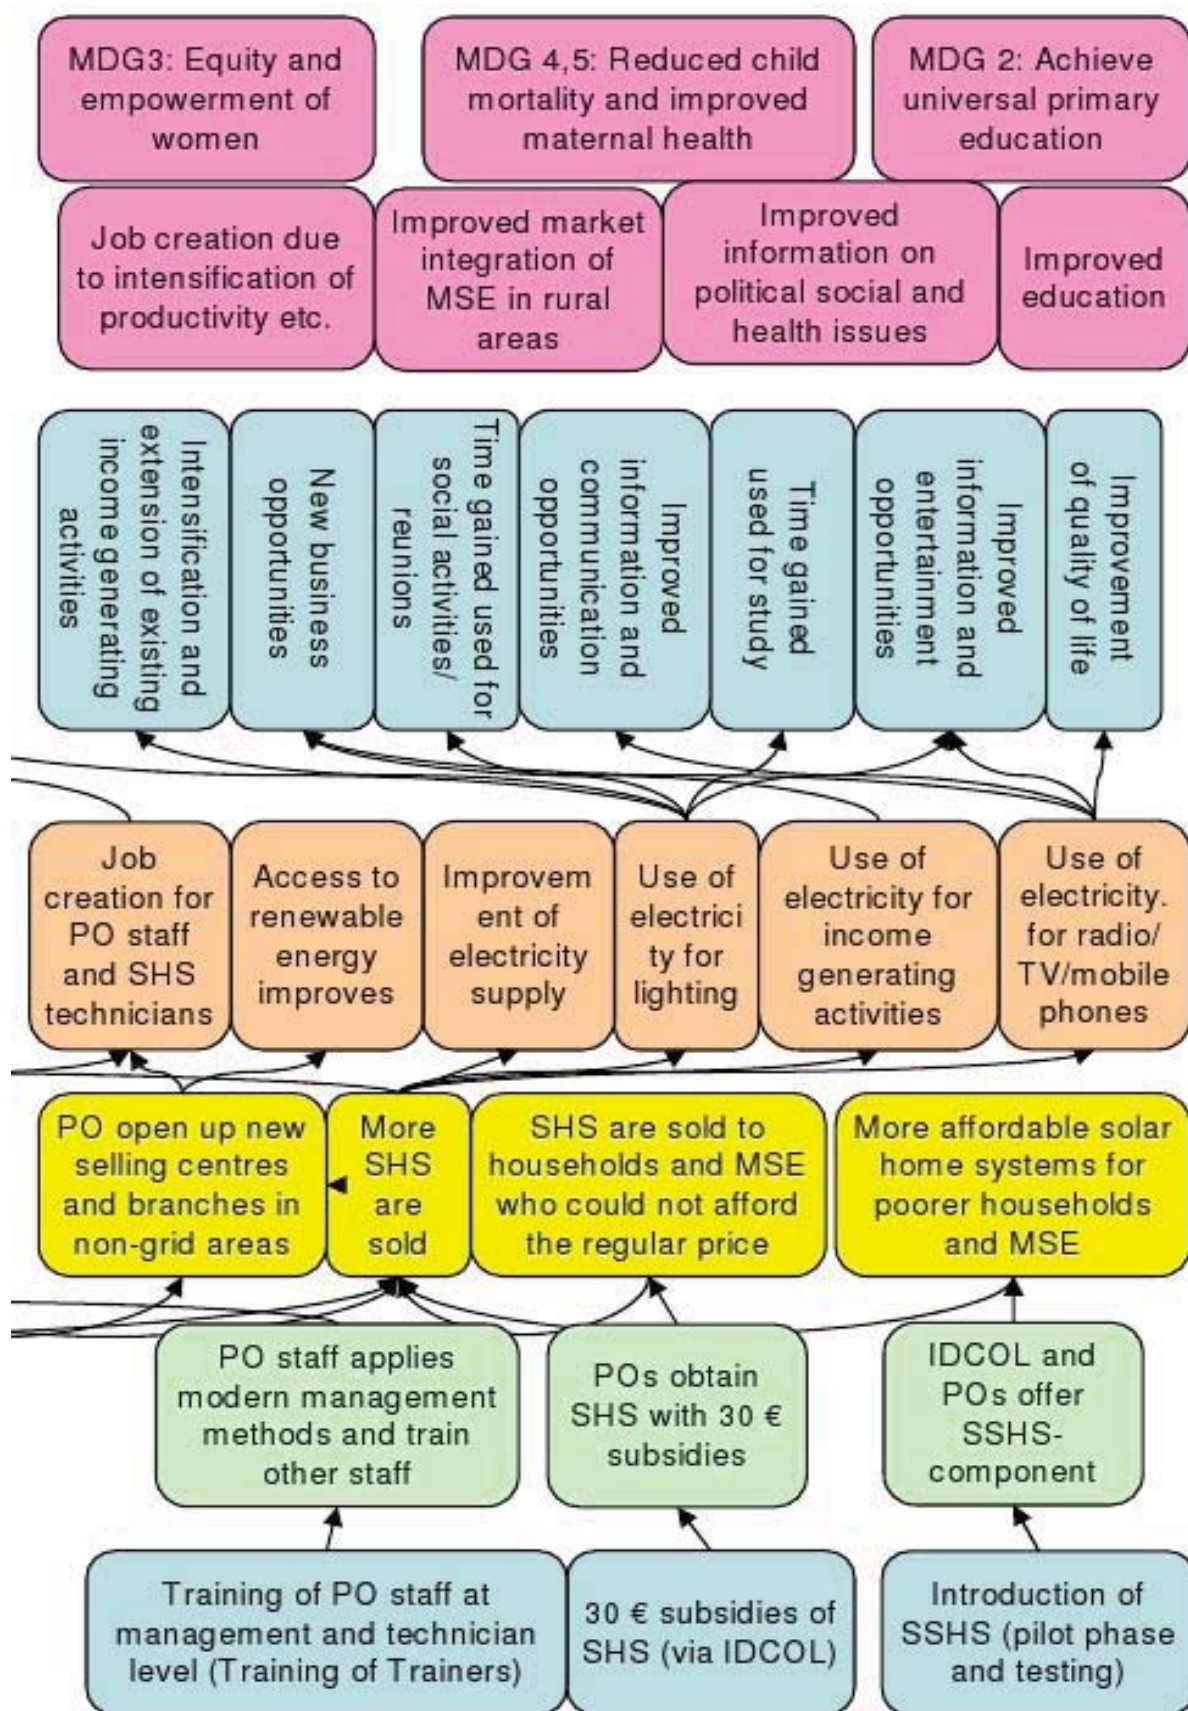 MDG3: Equity and
empowerment of
women
MDG 4,5: Reduced child
mortality and improved
maternal health
MDG 2: Achieve
universal primary
education
Job creation due
to intensification of
productivity etc.
Improved market
integration of
MSE in rural
areas
Improved
information on
political social and
health issues
Improved
education
Intensification and
extension of existing
income generating
activities
New business
opportunities
Time gained used for
social activities/
reunions
Improved
information and
communication
opportunities
Time gained
used for study
Improved
information and
entertainment
opportunities
Improvement
of quality of life
Job
creation for
PO staff
and SHS
technicians
Access to
renewable
energy
improves
Improvem
ent of
electricity
supply
Use of
electrici
ty for
lighting
Use of
electricity for
income
generating
activities
Use of
electricity.
for radio/
TV/mobile
phones
PO open up new
selling centres
and branches in
non-grid areas
More
SHS
are
sold
SHS are sold to
households and MSE
who could not afford
the regular price
More affordable solar
home systems for
poorer households
and MSE
PO staff applies
modern management
methods and train
other staff
POs obtain
SHS with 30 €
subsidies
IDCOL and
POs offer
SSHS-
component
Training of PO staff at
management and technician
level (Training of Trainers)
30 € subsidies of
SHS (via IDCOL)
Introduction of
SSHS (pilot phase
and testing)